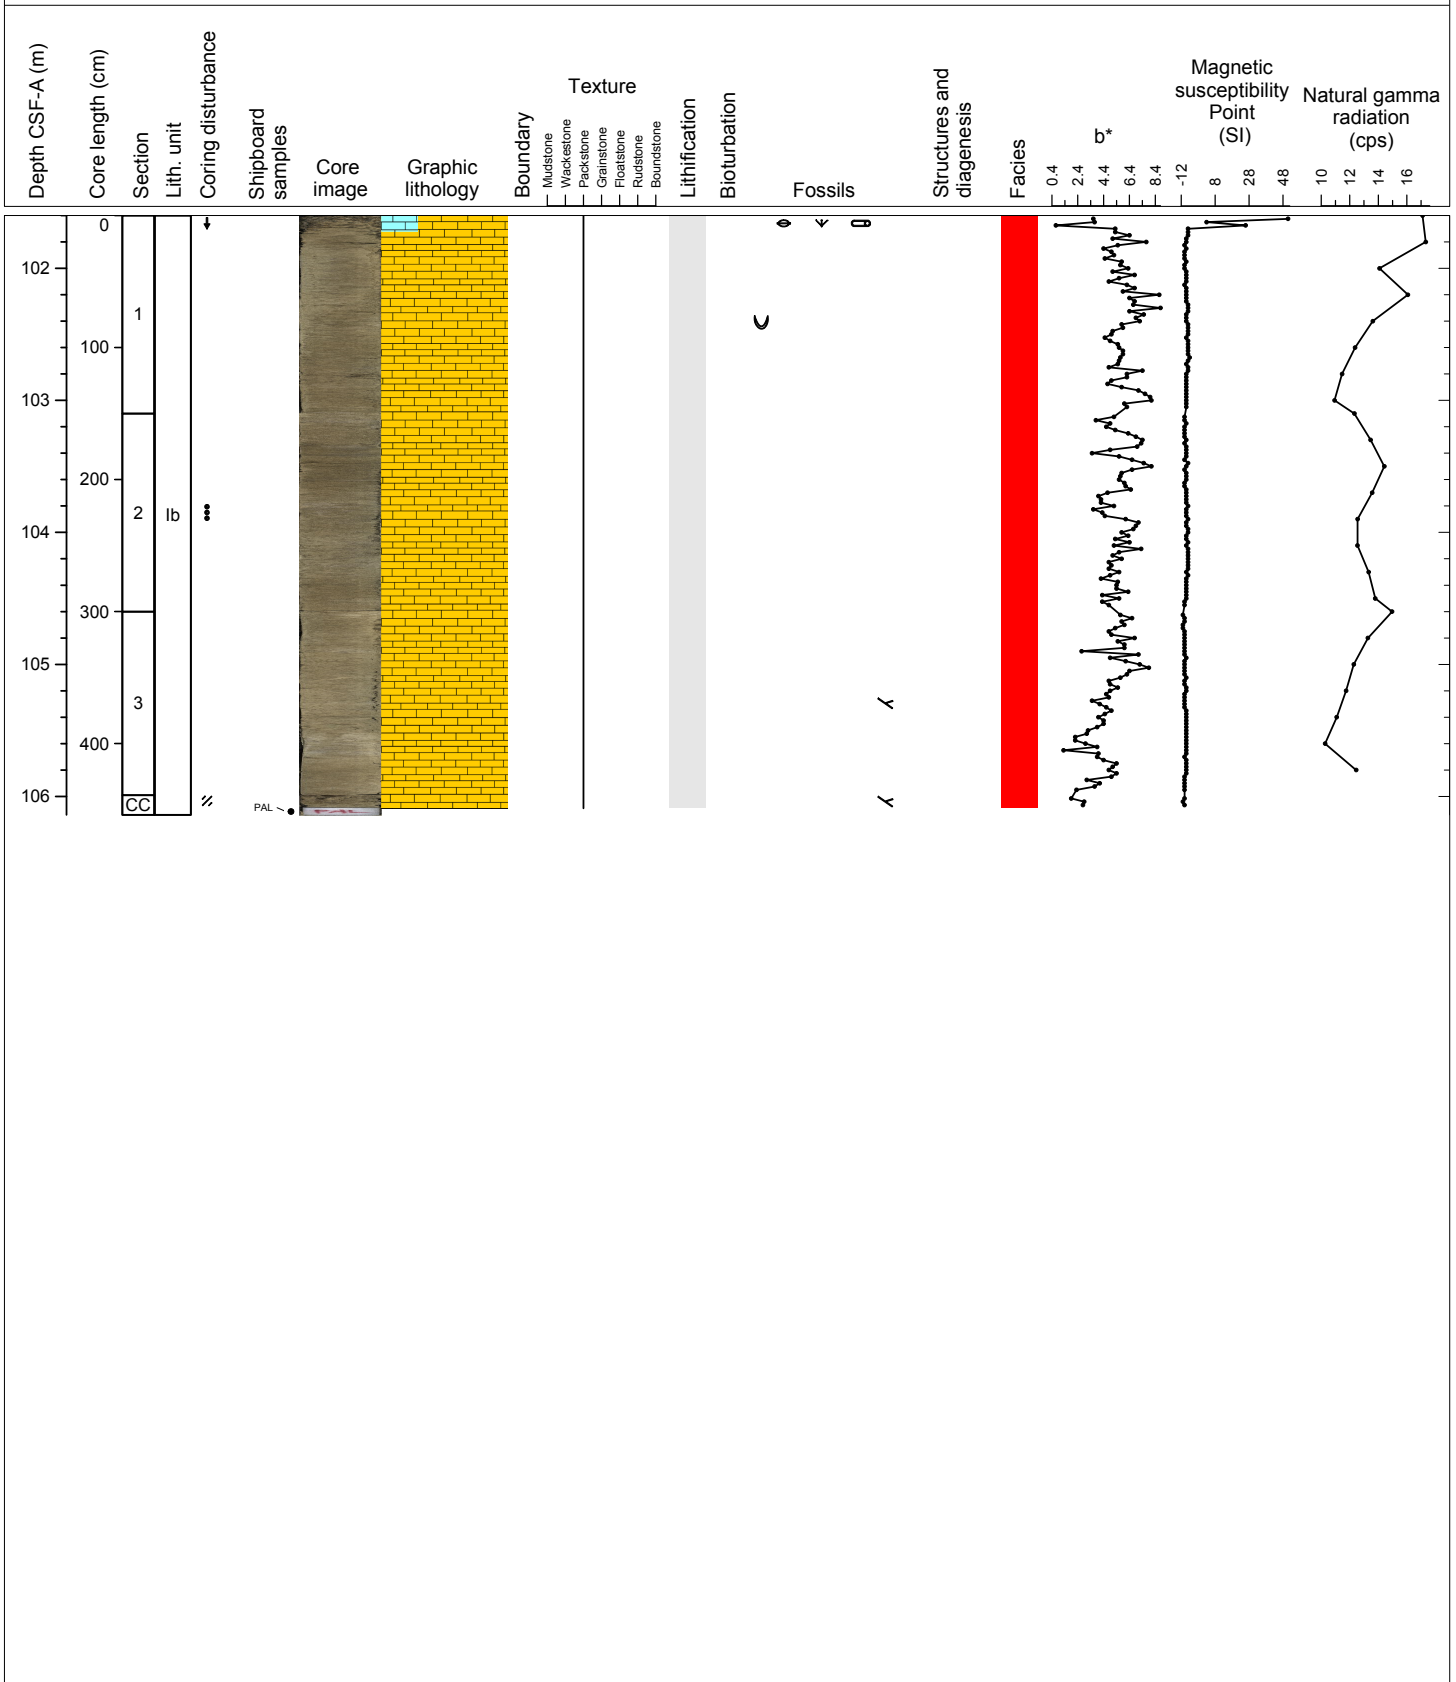 Depth CSF-A (m)
Core length (cm)
Section
Lith. unit
Coring disturbance
Shipboard
samples
Core
image
Graphic
lithology
Boundary
Texture
Mudstone
Wackestone
Packstone
Grainstone
Floatstone
Rudstone
Boundstone
Lithification
Bioturbation
Fossils
Structures and
diagenesis
Facies
b*
0.4
2.4
4.4
6.4
8.4
Magnetic
susceptibility
Point
(SI)
-12
8
28
48
Natural gamma
radiation
(cps)
10
12
14
16
102
103
104
105
106
0
100
200
300
400
1
2
3
CC
Ib
PAL